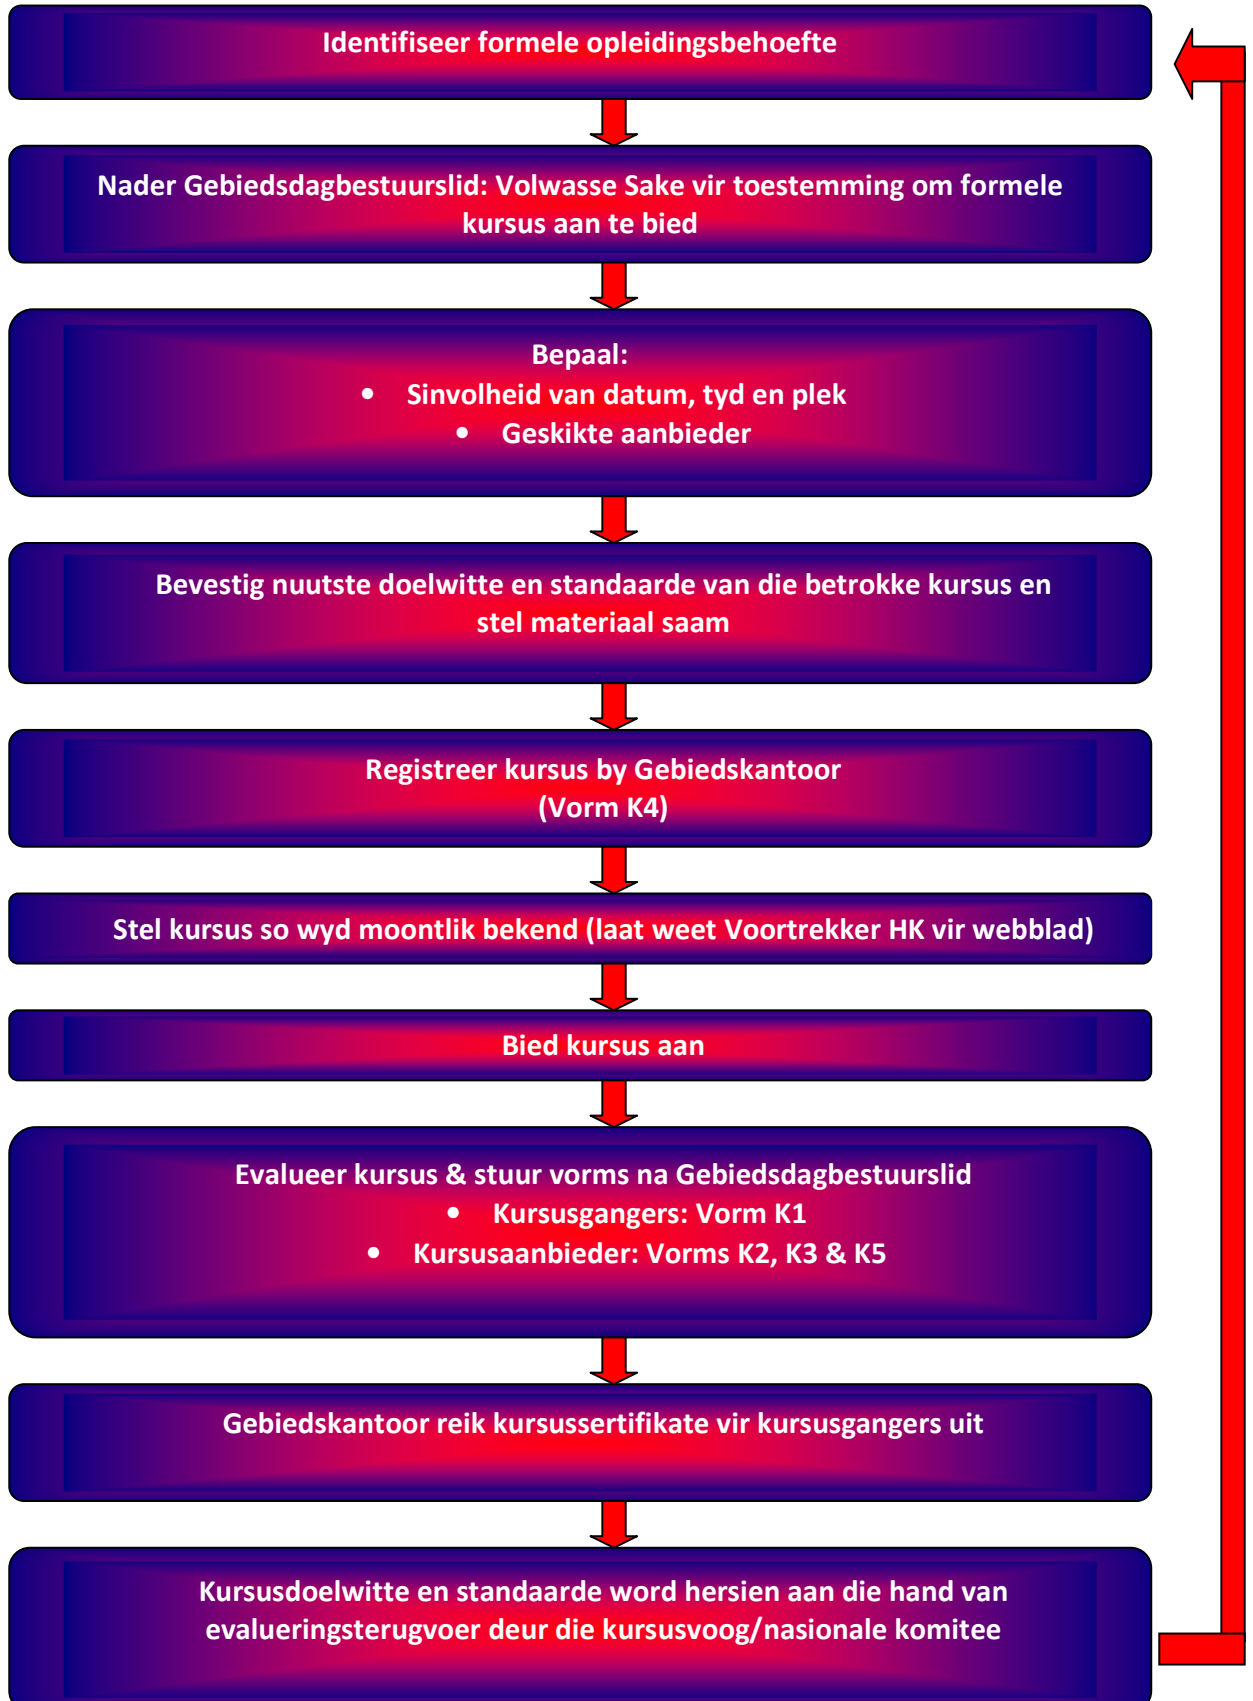 Identifiseer formele opleidingsbehoefte
Nader Gebiedsdagbestuurslid: Volwasse Sake vir toestemming om formele
kursus aan te bied
Bepaal:
• Sinvolheid van datum, tyd en plek
• Geskikte aanbieder
Bevestig nuutste doelwitte en standaarde van die betrokke kursus en
stel materiaal saam
Registreer kursus by Gebiedskantoor
(Vorm K4)
Stel kursus so wyd moontlik bekend (laat weet Voortrekker HK vir webblad)
Bied kursus aan
Evalueer kursus & stuur vorms na Gebiedsdagbestuurslid
• Kursusgangers: Vorm K1
• Kursusaanbieder: Vorms K2, K3 & K5
Gebiedskantoor reik kursussertifikate vir kursusgangers uit
Kursusdoelwitte en standaarde word hersien aan die hand van
evalueringsterugvoer deur die kursusvoog/nasionale komitee